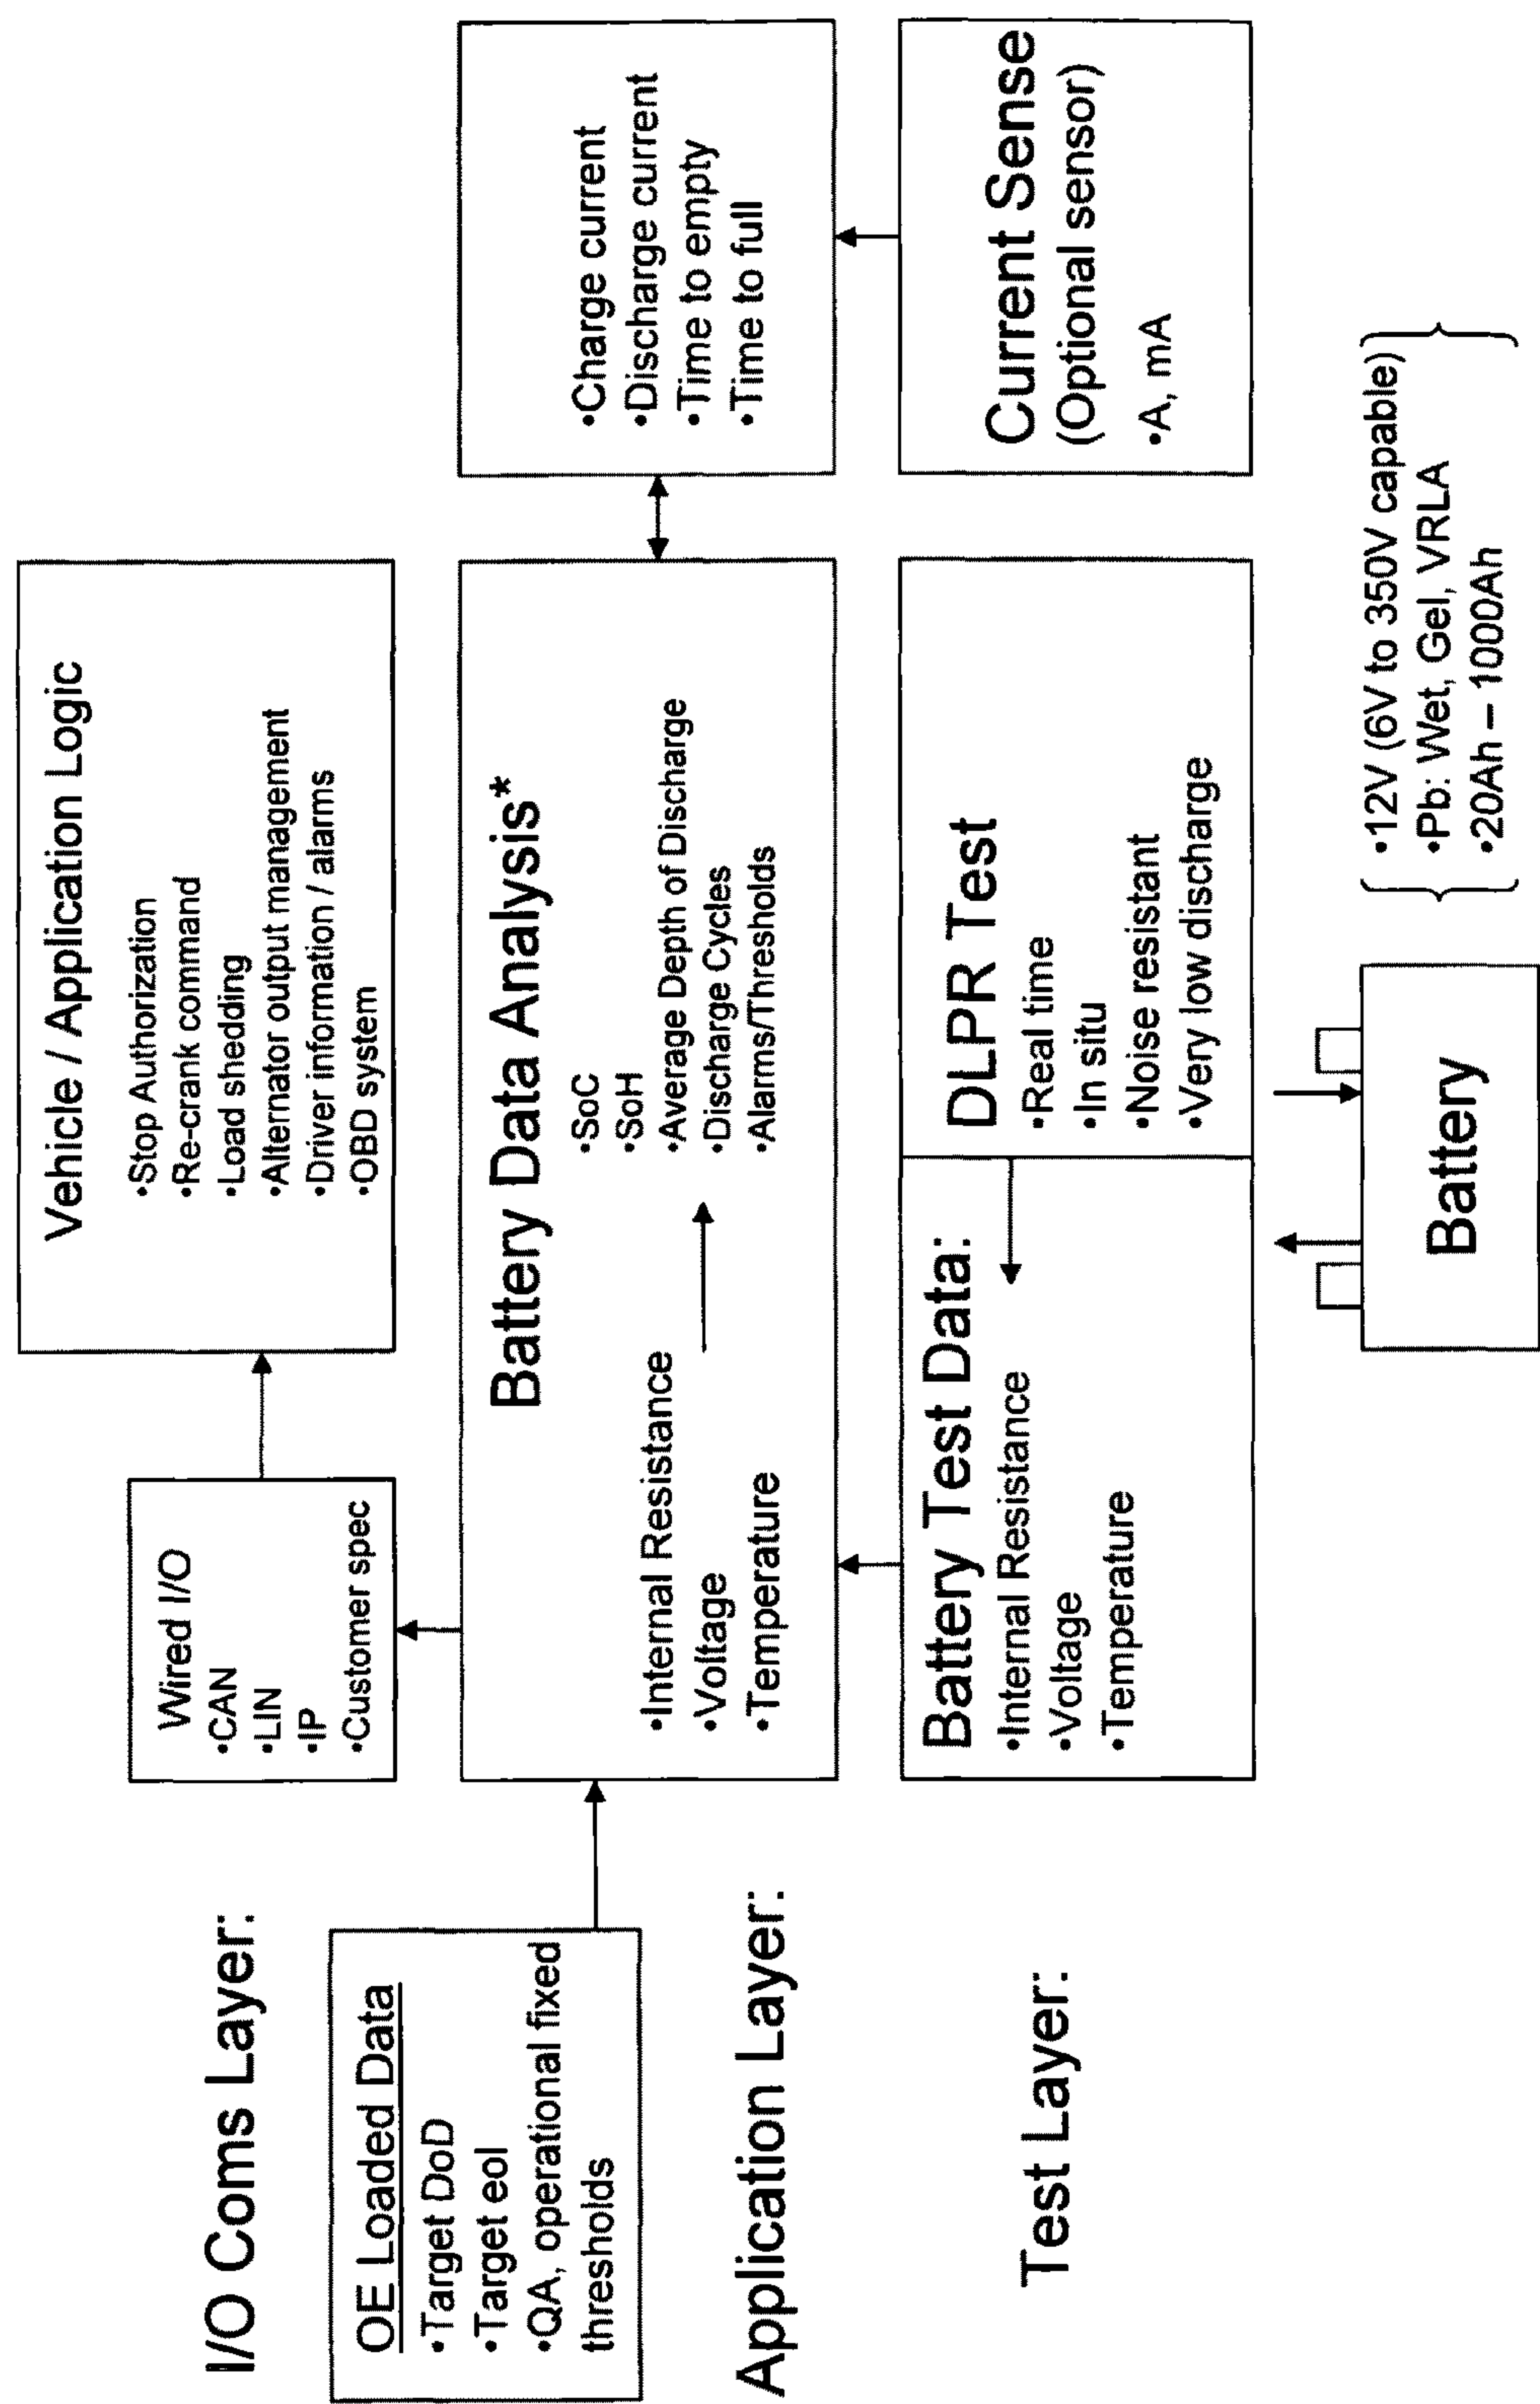 I/O Coms Layer:
Wired I/O
•CAN
•LIN
•IP
•Customer spec
Vehicle / Application Logic
•Stop Authorization
•Re-crank command
•Load shedding
•Alternator output management
•Driver information / alarms
•OBD system
OE Loaded Data
•Target DoD
•Target eol
•QA, operational fixed
thresholds
Application Layer:
Battery Data Analysis*
•Internal Resistance
•Voltage
•Temperature
•SoC
•SoH
•Average Depth of Discharge
•Discharge Cycles
•Alarms/Thresholds
•Charge current
•Discharge current
•Time to empty
•Time to full
Test Layer:
Battery Test Data:
•Internal Resistance
•Voltage
•Temperature
DLPR Test
•Real time
•In situ
•Noise resistant
•Very low discharge
Current Sense
(Optional sensor)
•A, mA
Battery
•12V (6V to 350V capable)
•Pb: Wet, Gel, VRLA
•20Ah – 1000Ah